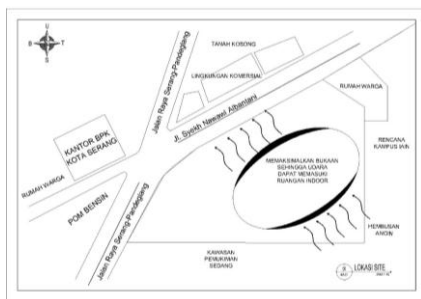 U
B
T
S
TANAH KOSONG
LINGKUNGAN KOMERSIAL
Jalan Raya Serang-Pandeglang
Jl. Syekh Nawawi Albantani
RUMAH WARGA
KANTOR BPK
KOTA SERANG
RENCANA
KAMPUS IAIN
MEMAKSIMALKAN BUKAAN
SEHINGGA UDARA
DAPAT MEMASUKI
RUANGAN INDOOR
RUMAH WARGA
POM BENSIN
Jalan Raya Serang-Pandeglang
HEMBUSAN
ANGIN
KAWASAN
PEMUKIMAN
SEDANG
LOKASI SITE